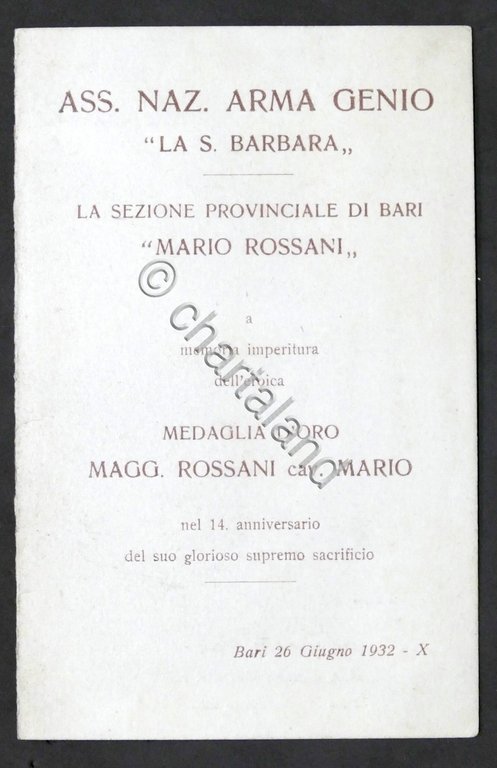 ASS. NAZ. ARMA GENIO
“LA S. BARBARA„
LA SEZIONE PROVINCIALE DI BARI
“MARIO ROSSANI„
a
memoria imperitura
dell'eroica
MEDAGLIA D'ORO
MAGG. ROSSANI cav. MARIO
nel 14. anniversario
del suo glorioso supremo sacrificio
Bari 26 Giugno 1932 - X
© chartaland